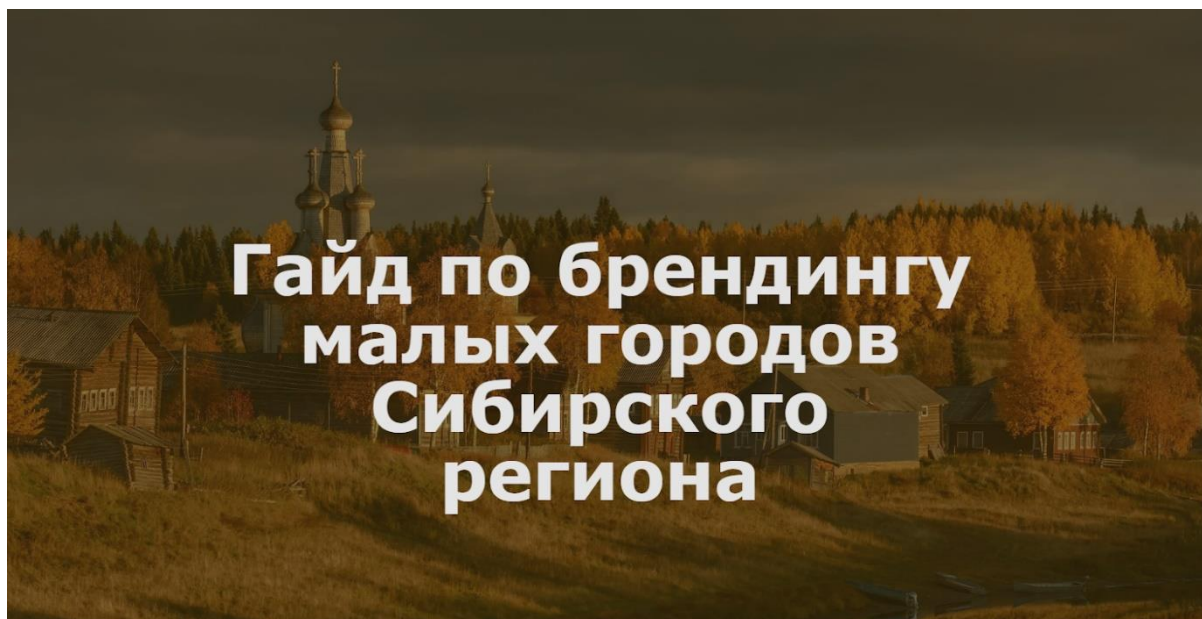 Гайд по брендингу
малых городов
Сибирского
региона